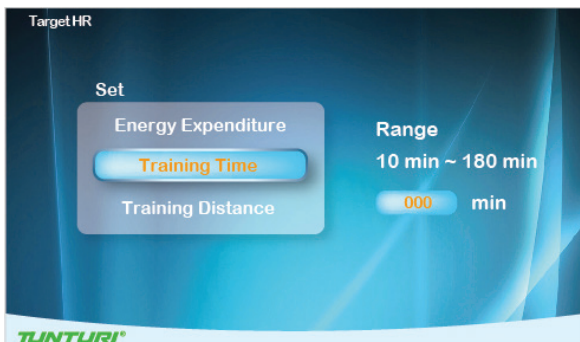 Target HR
Set
Energy Expenditure
Training Time
Training Distance
Range
10 min ~ 180 min
000 min
TUNTURI®